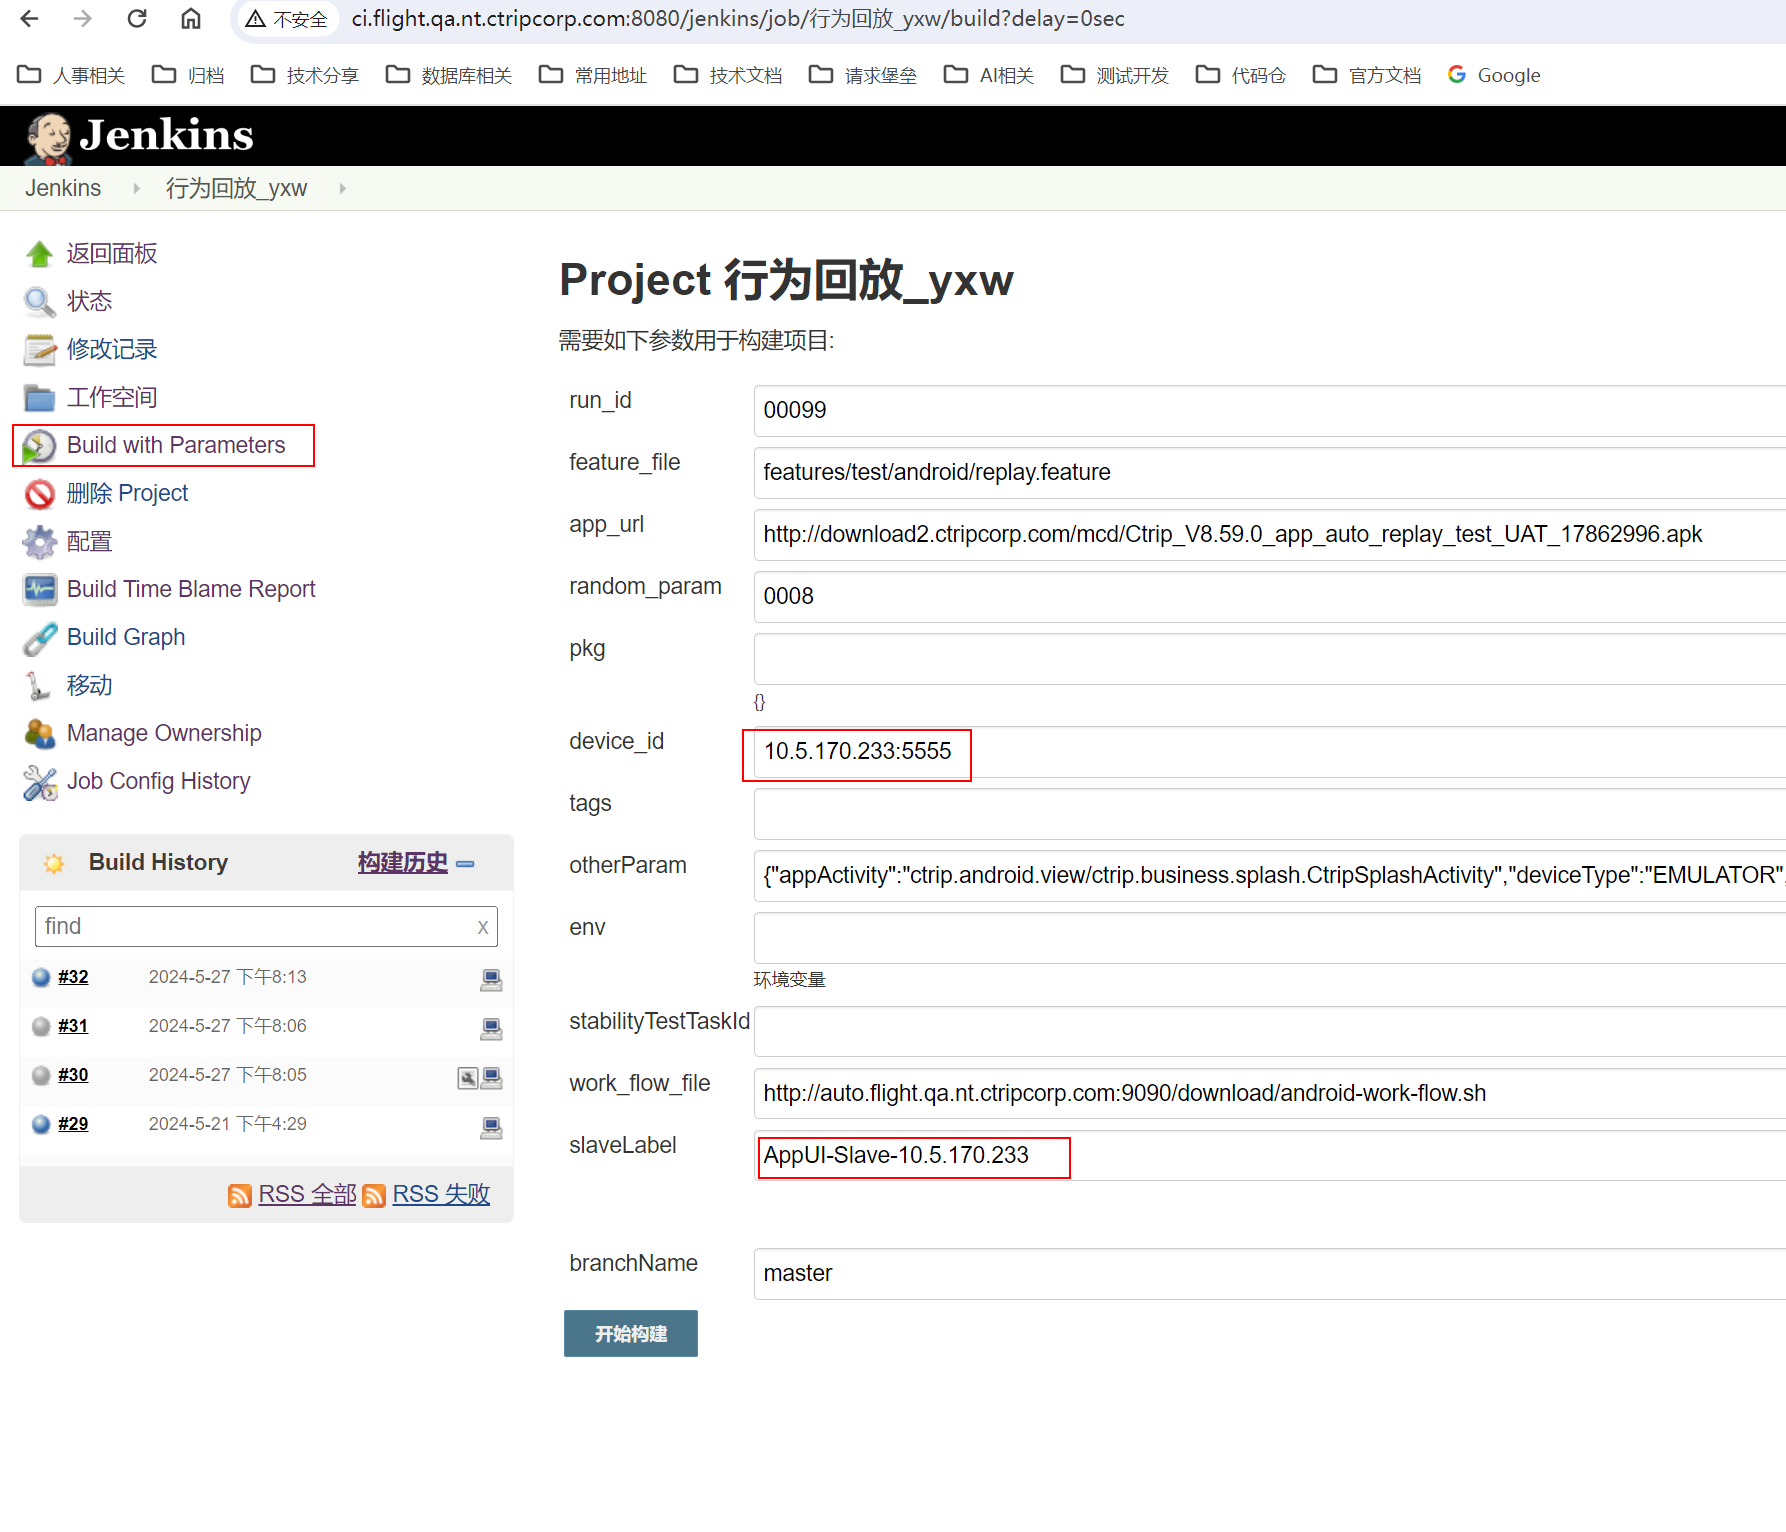 不安全 ci.flight.qa.nt.ctripcorp.com:8080/jenkins/job/行为回放_yxw/build?delay=0sec
人事相关 归档 技术分享 数据库相关 常用地址 技术文档 请求堡垒 AI相关 测试开发 代码仓 官方文档 Google
Jenkins
Jenkins 行为回放_yxw
返回面板
状态
修改记录
工作空间
Build with Parameters
删除 Project
配置
Build Time Blame Report
Build Graph
移动
Manage Ownership
Job Config History
Build History 构建历史
find x
#32 2024-5-27 下午8:13
#31 2024-5-27 下午8:06
#30 2024-5-27 下午8:05
#29 2024-5-21 下午4:29
RSS 全部 RSS 失败
Project 行为回放_yxw
需要如下参数用于构建项目:
run_id 00099
feature_file features/test/android/replay.feature
app_url http://download2.ctripcorp.com/mcd/Ctrip_V8.59.0_app_auto_replay_test_UAT_17862996.apk
random_param 0008
pkg
{}
device_id 10.5.170.233:5555
tags
otherParam {"appActivity":"ctrip.android.view/ctrip.business.splash.CtripSplashActivity","deviceType":"EMULATOR",
env
环境变量
stabilityTestTaskId
work_flow_file http://auto.flight.qa.nt.ctripcorp.com:9090/download/android-work-flow.sh
slaveLabel AppUI-Slave-10.5.170.233
branchName master
开始构建